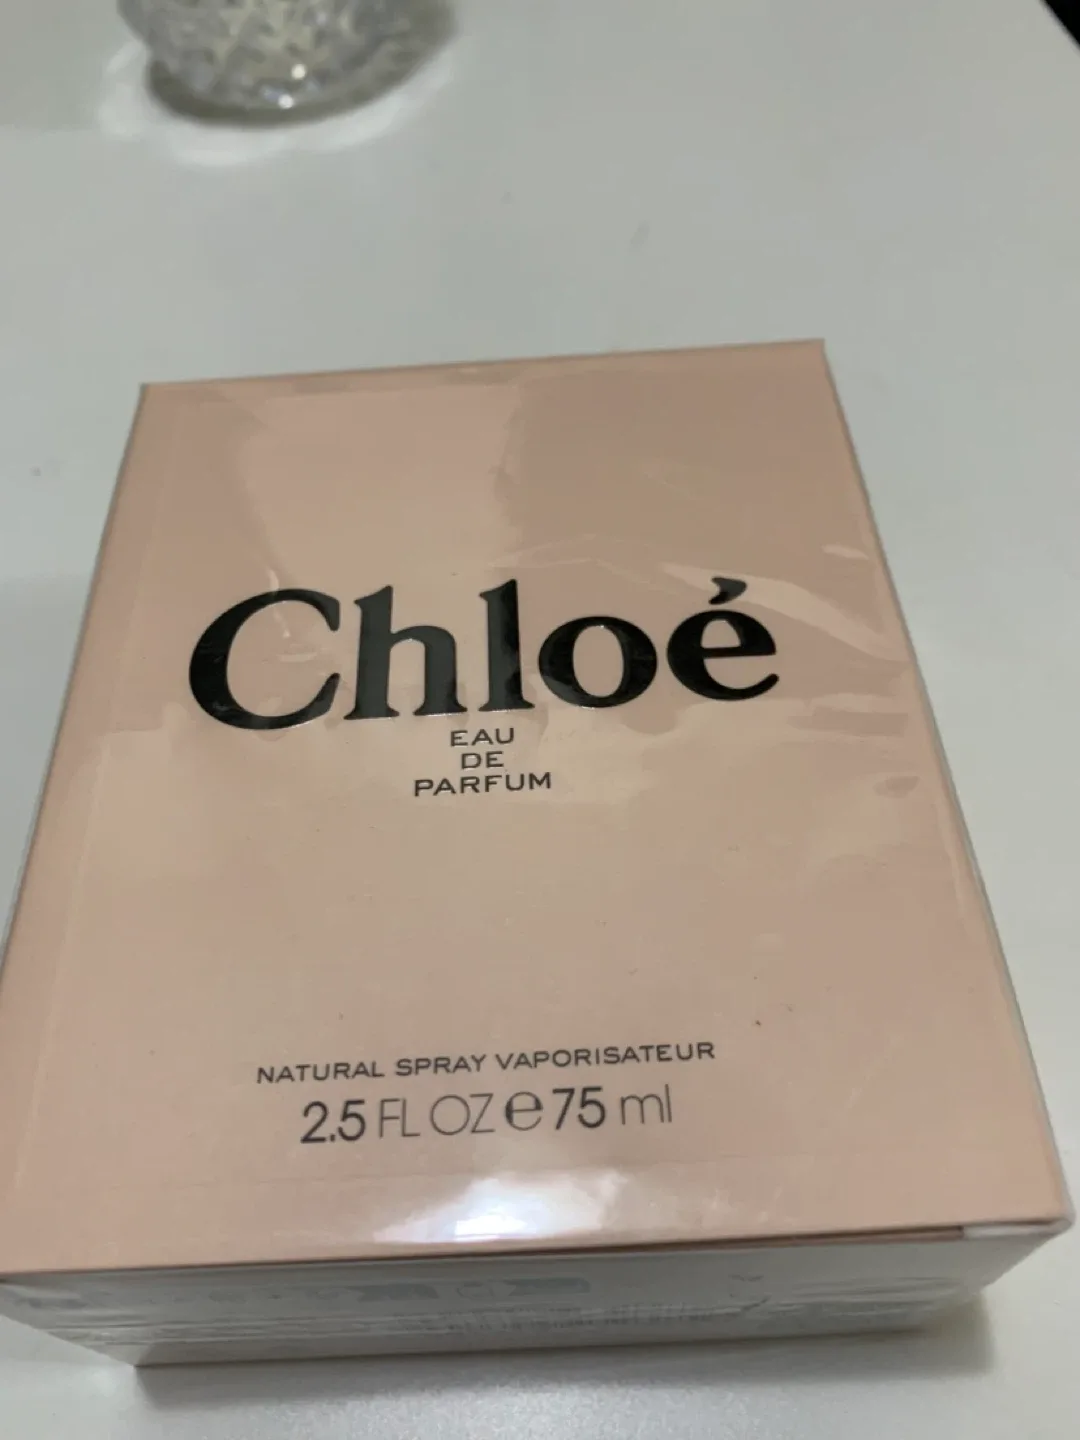 Chloé
EAU
DE
PARFUM
NATURAL SPRAY VAPORISATEUR
2.5 FL OZ ℮ 75 ml